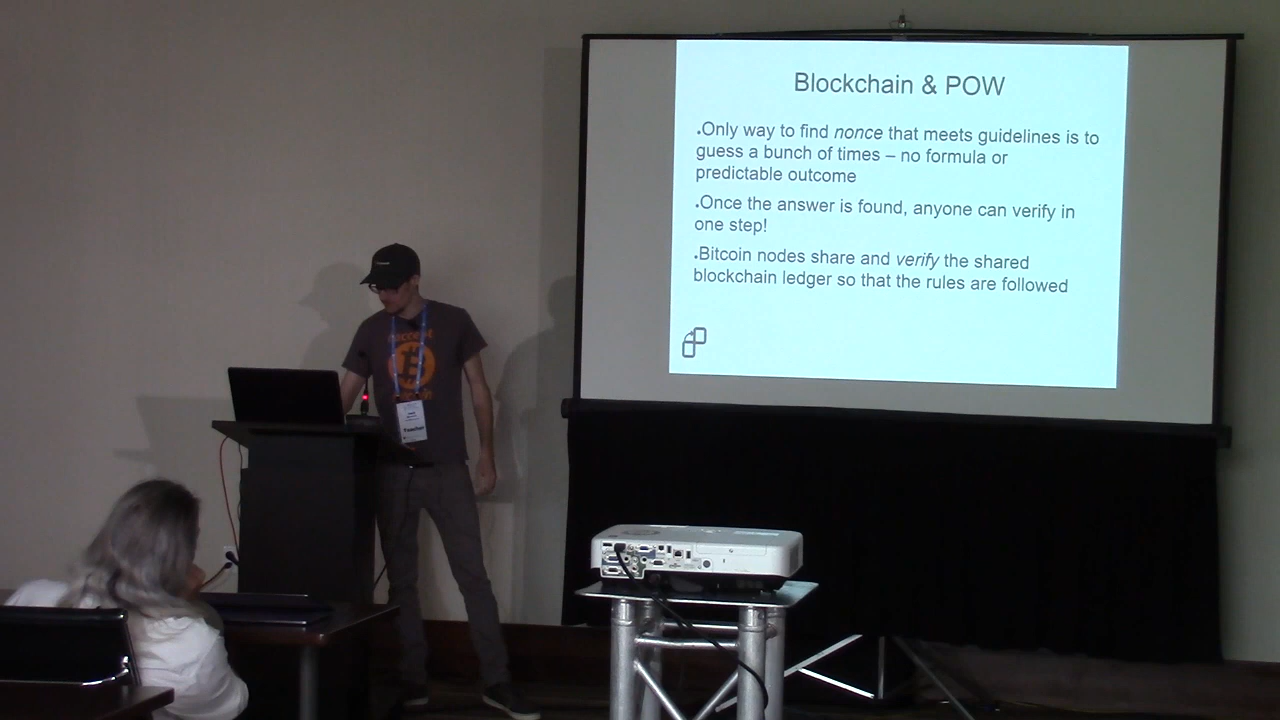 Blockchain & POW
.Only way to find nonce that meets guidelines is to
guess a bunch of times – no formula or
predictable outcome
.Once the answer is found, anyone can verify in
one step!
.Bitcoin nodes share and verify the shared
blockchain ledger so that the rules are followed